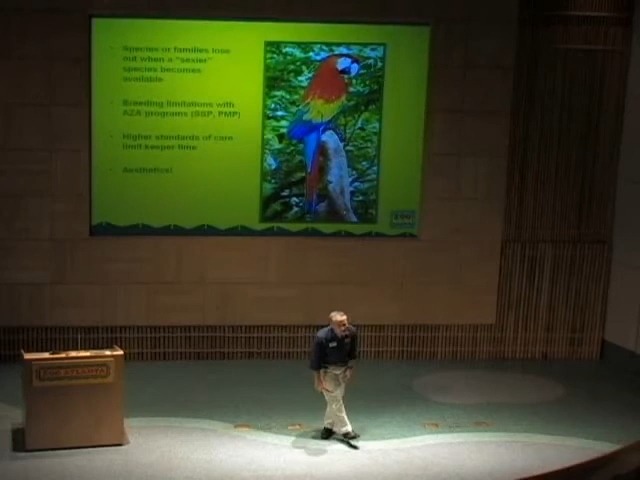 Species or families lose
out when a "sexier"
species becomes
available
Breeding limitations with
AZA programs (SSP, PMP)
Higher standards of care
limit keeper time
Aesthetics!
ZOO
ZOO ATLANTA